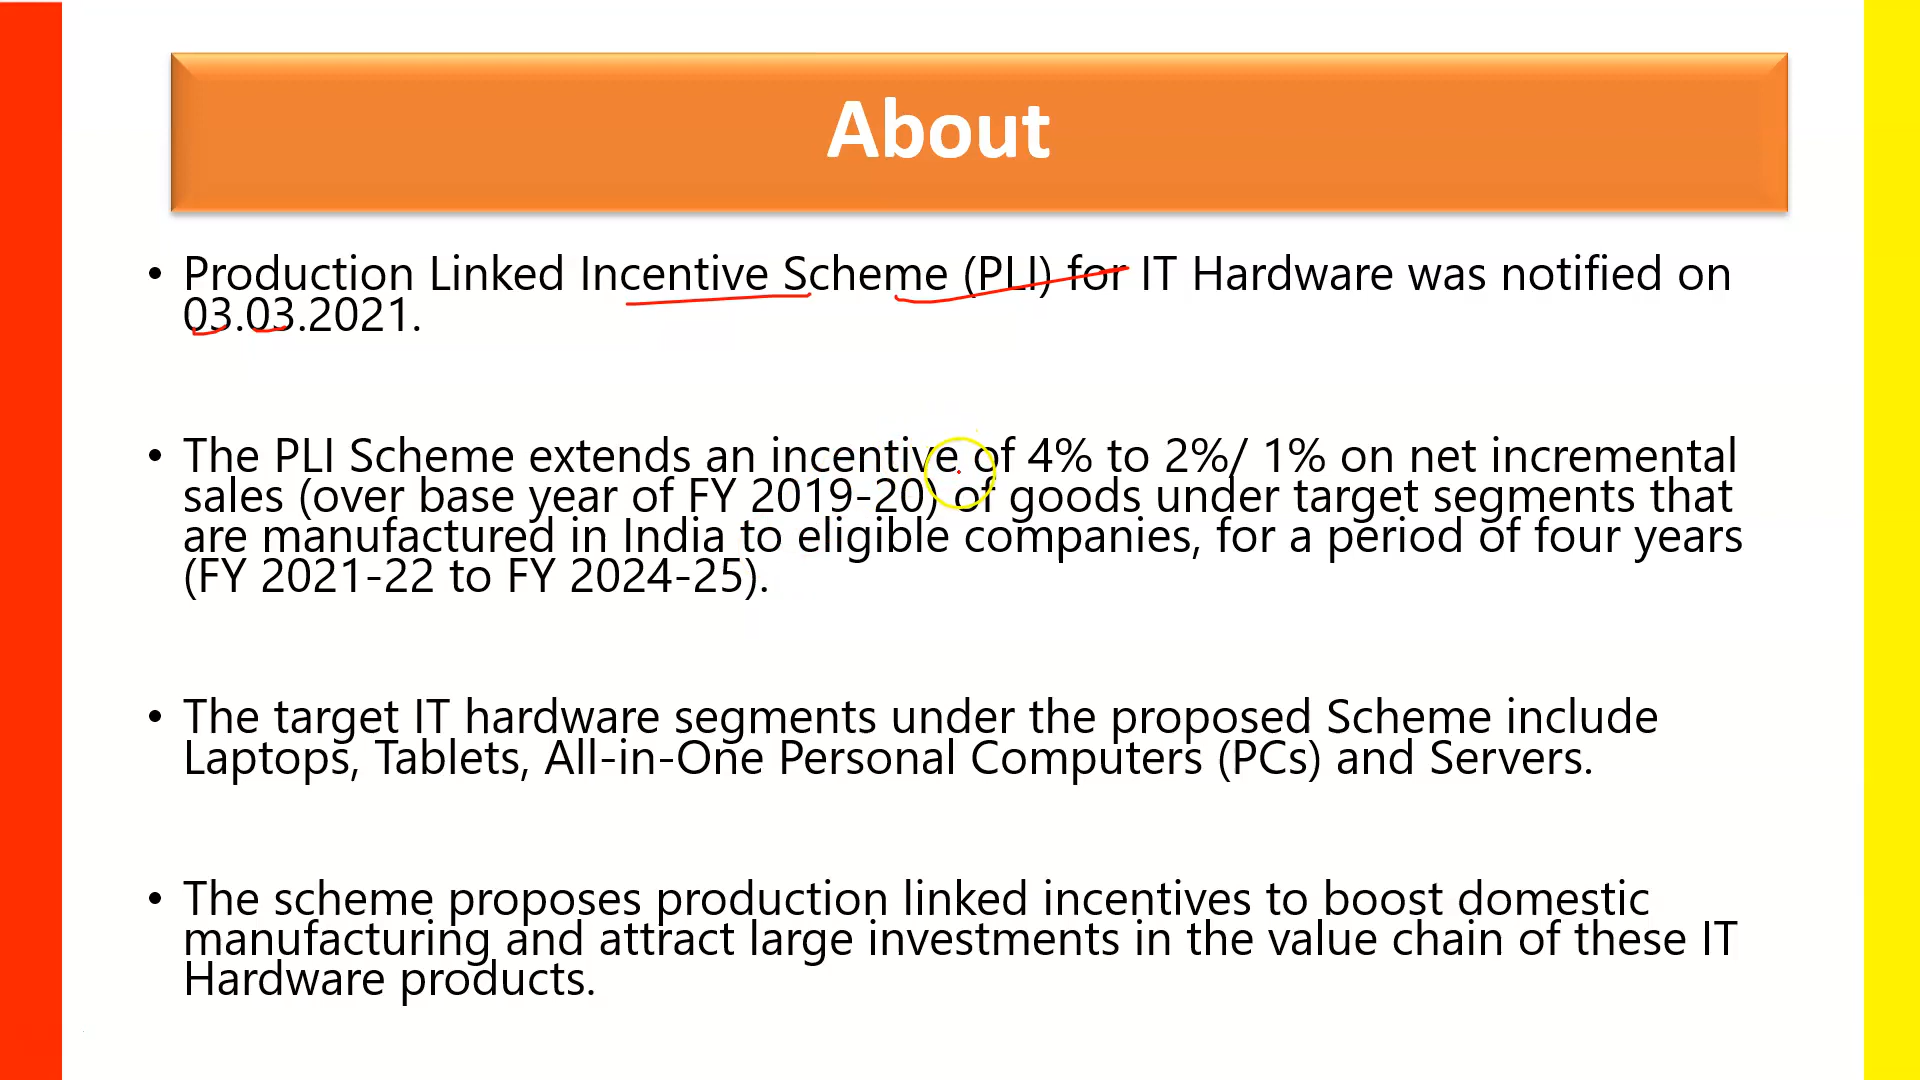 About
• Production Linked Incentive Scheme (PLI) for IT Hardware was notified on
03.03.2021.
• The PLI Scheme extends an incentive of 4% to 2%/ 1% on net incremental
sales (over base year of FY 2019-20) of goods under target segments that
are manufactured in India to eligible companies, for a period of four years
(FY 2021-22 to FY 2024-25).
• The target IT hardware segments under the proposed Scheme include
Laptops, Tablets, All-in-One Personal Computers (PCs) and Servers.
• The scheme proposes production linked incentives to boost domestic
manufacturing and attract large investments in the value chain of these IT
Hardware products.